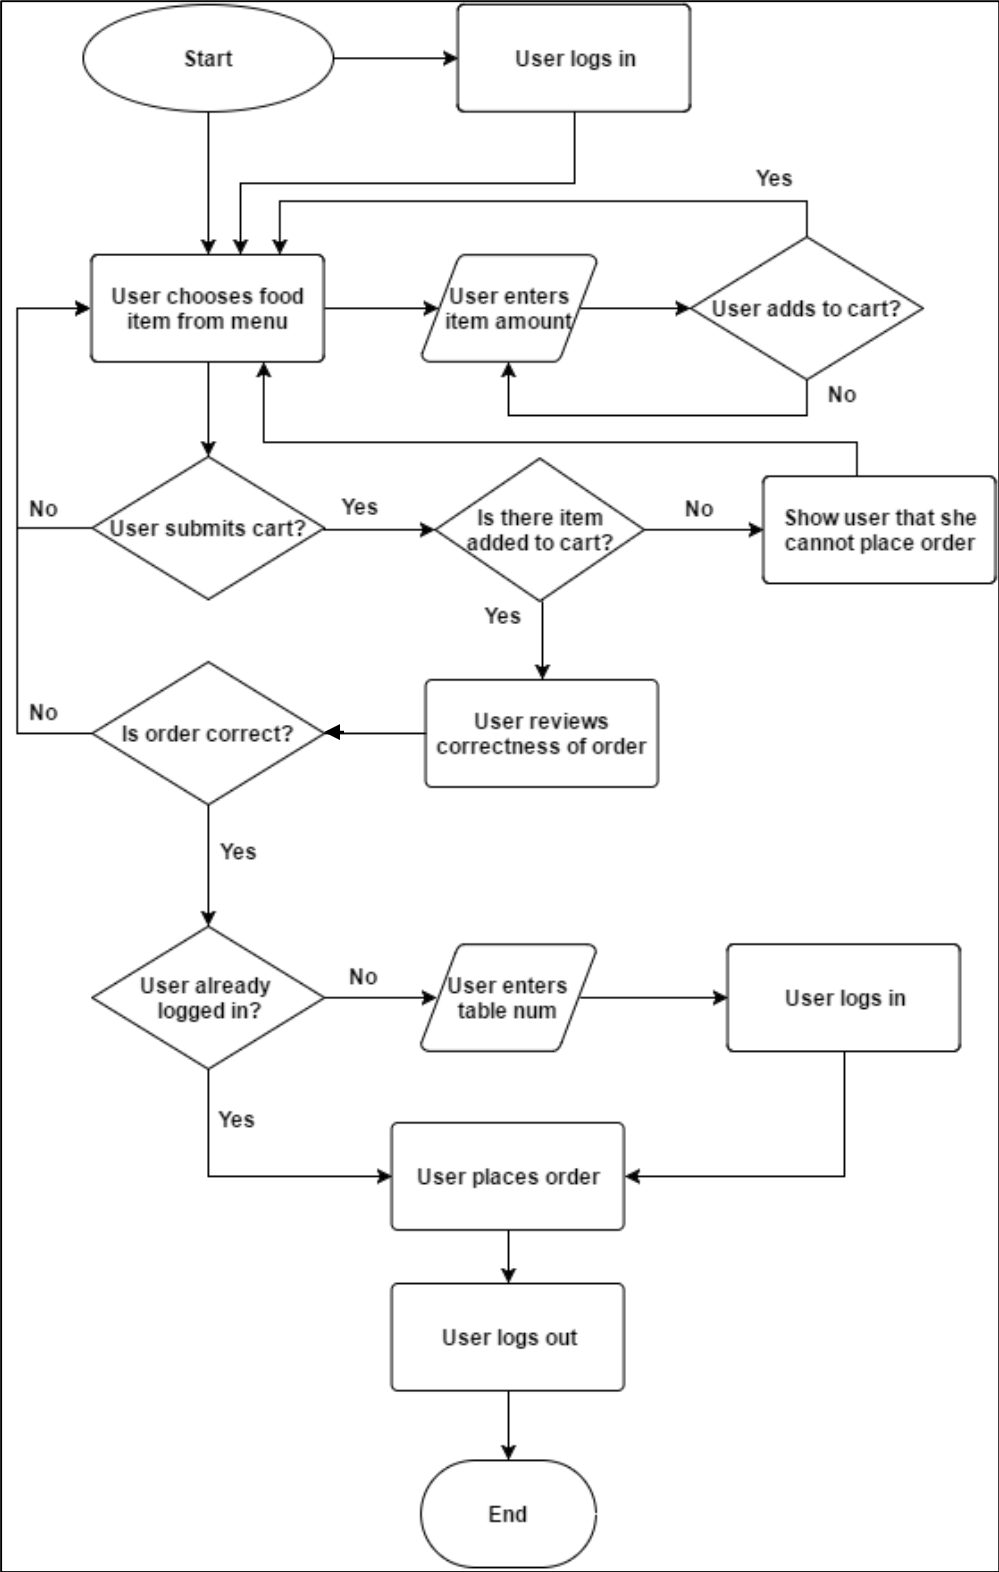 Start
User logs in
Yes
User chooses food
item from menu
User enters
item amount
User adds to cart?
No
No
User submits cart?
Yes
Is there item
added to cart?
No
Show user that she
cannot place order
Yes
No
Is order correct?
User reviews
correctness of order
Yes
User already
logged in?
No
User enters
table num
User logs in
Yes
User places order
User logs out
End